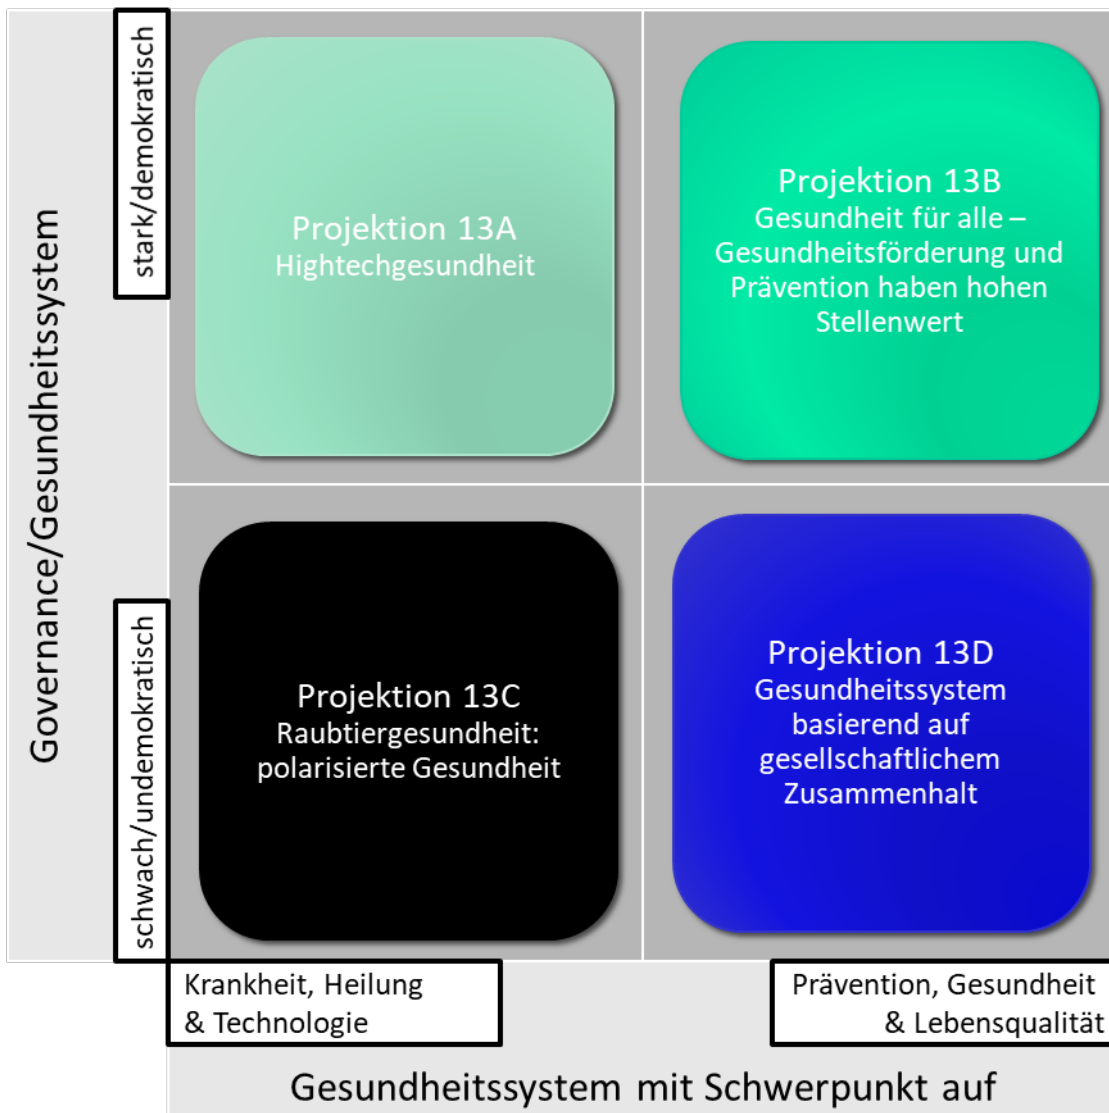 Governance/Gesundheitssystem
stark/demokratisch
schwach/undemokratisch
Projektion 13A
Hightechgesundheit
Projektion 13B
Gesundheit für alle –
Gesundheitsförderung und
Prävention haben hohen
Stellenwert
Projektion 13C
Raubtiergesundheit:
polarisierte Gesundheit
Projektion 13D
Gesundheitssystem
basierend auf
gesellschaftlichem
Zusammenhalt
Krankheit, Heilung
& Technologie
Prävention, Gesundheit
& Lebensqualität
Gesundheitssystem mit Schwerpunkt auf